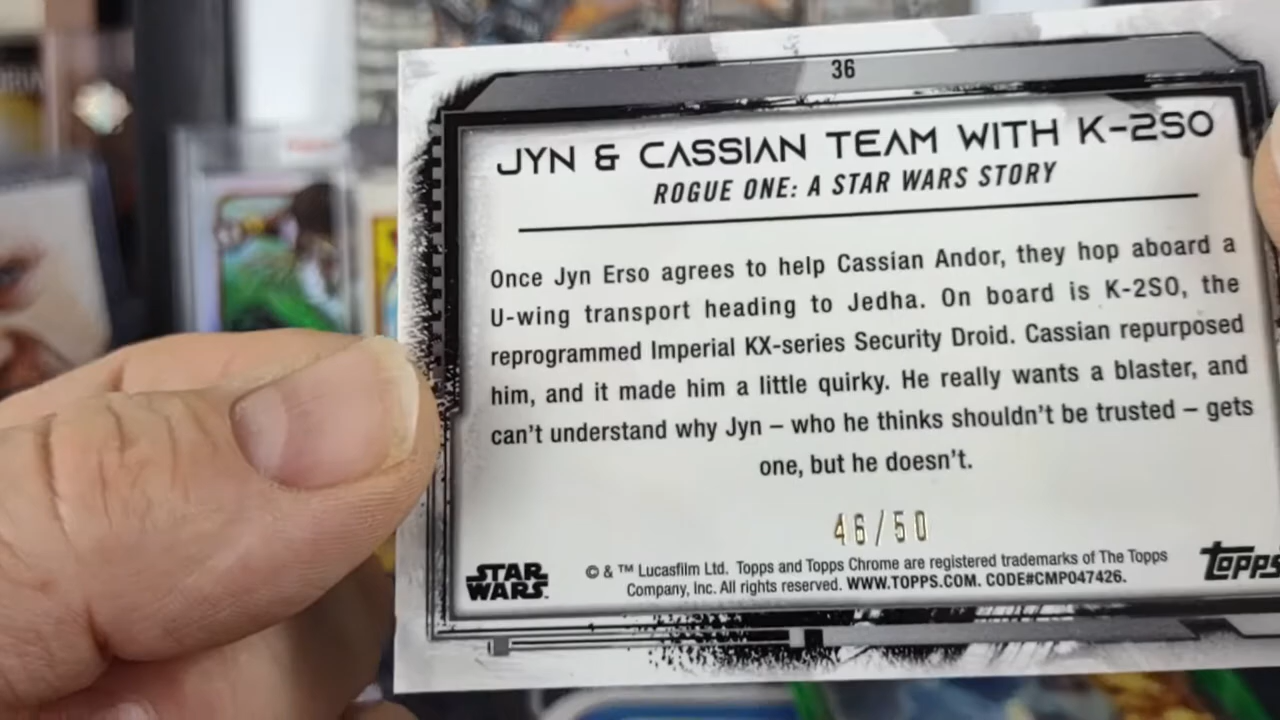 36
JYN & CASSIAN TEAM WITH K-2SO
ROGUE ONE: A STAR WARS STORY
Once Jyn Erso agrees to help Cassian Andor, they hop aboard a
U-wing transport heading to Jedha. On board is K-2SO, the
reprogrammed Imperial KX-series Security Droid. Cassian repurposed
him, and it made him a little quirky. He really wants a blaster, and
can't understand why Jyn – who he thinks shouldn't be trusted – gets
one, but he doesn't.
46/50
STAR
WARS
© & ™ Lucasfilm Ltd. Topps and Topps Chrome are registered trademarks of The Topps
Company, Inc. All rights reserved. WWW.TOPPS.COM. CODE#CMP047426.
topps